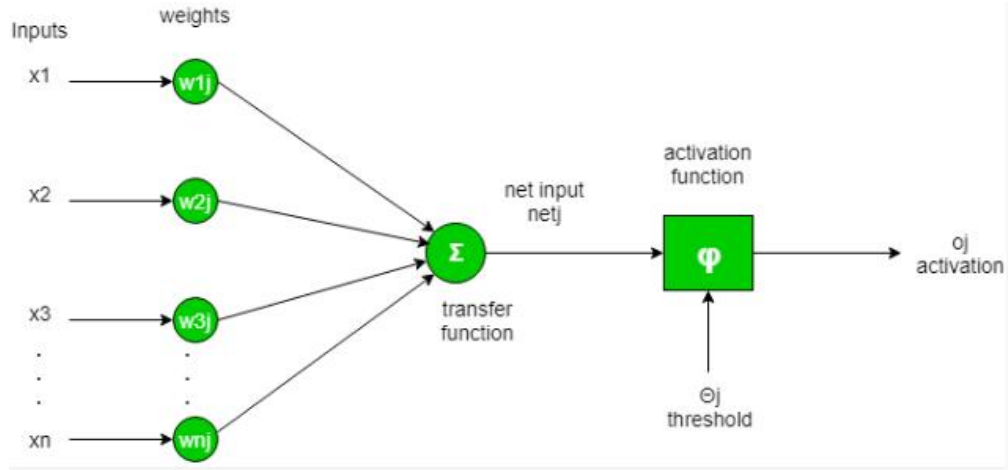 weights
Inputs
x1
w1j
x2
w2j
x3
w3j
xn
wnj
Σ
transfer
function
net input
netj
activation
function
φ
Θj
threshold
oj
activation